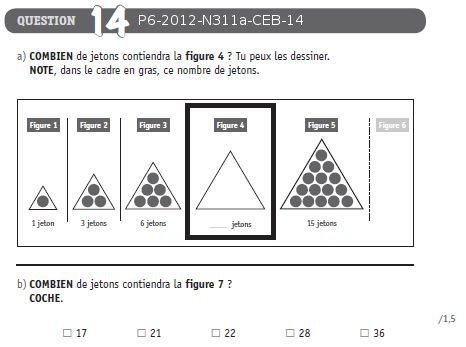 QUESTION 14 P6-2012-N311a-CEB-14
a) COMBIEN de jetons contiendra la figure 4 ? Tu peux les dessiner.
NOTE, dans le cadre en gras, ce nombre de jetons.
Figure 1 Figure 2 Figure 3 Figure 4 Figure 5 Figure 6
1 jeton 3 jetons 6 jetons ____ jetons 15 jetons
b) COMBIEN de jetons contiendra la figure 7 ?
COCHE.
/1,5
□ 17 □ 21 □ 22 □ 28 □ 36